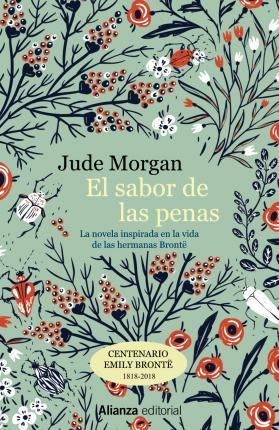 Jude Morgan
El sabor de
las penas
La novela inspirada en la vida
de las hermanas Brontë
CENTENARIO
EMILY BRONTË
1818-2018
Alianza editorial